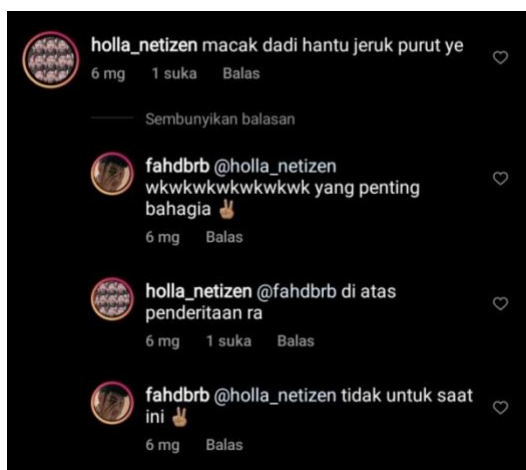 holla_netizen macak dadi hantu jeruk purut ye
6 mg 1 suka Balas
Sembunyikan balasan
fahdbrb @holla_netizen
wkwkwkwkwkwkwk yang penting
bahagia ✌🏼
6 mg Balas
holla_netizen @fahdbrb di atas
penderitaan ra
6 mg 1 suka Balas
fahdbrb @holla_netizen tidak untuk saat
ini ✌🏼
6 mg Balas